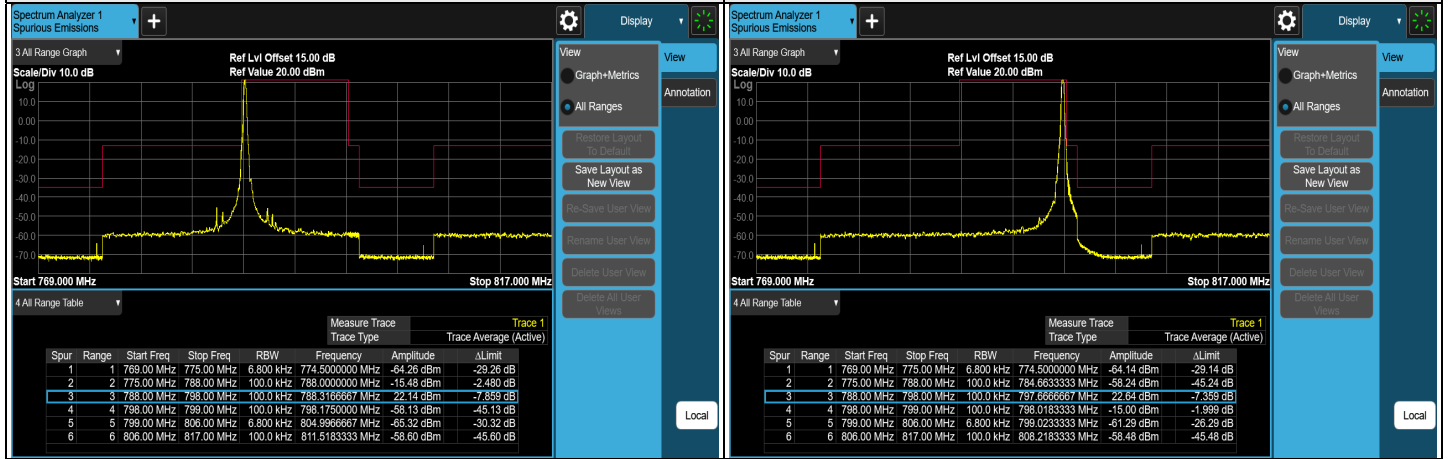 Spectrum Analyzer 1
Spurious Emissions
+
Display
3 All Range Graph
Ref Lvl Offset 15.00 dB
Scale/Div 10.0 dB
Ref Value 20.00 dBm
Log
10.0
0.00
-10.0
-20.0
-30.0
-40.0
-50.0
-60.0
-70.0
Start 769.000 MHz
Stop 817.000 MHz
View
Graph+Metrics
All Ranges
Restore Layout
To Default
Save Layout as
New View
Re-Save User View
Rename User View
Delete User View
Delete All User
Views
View
Annotation
Local
4 All Range Table
Measure Trace Trace 1
Trace Type Trace Average (Active)
Spur Range Start Freq Stop Freq RBW Frequency Amplitude ΔLimit
1 1 769.00 MHz 775.00 MHz 6.800 kHz 774.5000000 MHz -64.26 dBm -29.26 dB
2 2 775.00 MHz 788.00 MHz 100.0 kHz 788.0000000 MHz -15.48 dBm -2.480 dB
3 3 788.00 MHz 798.00 MHz 100.0 kHz 788.3166667 MHz 22.14 dBm -7.859 dB
4 4 798.00 MHz 799.00 MHz 100.0 kHz 798.1750000 MHz -58.13 dBm -45.13 dB
5 5 799.00 MHz 806.00 MHz 6.800 kHz 804.9966667 MHz -65.32 dBm -30.32 dB
6 6 806.00 MHz 817.00 MHz 100.0 kHz 811.5183333 MHz -58.60 dBm -45.60 dB
Spectrum Analyzer 1
Spurious Emissions
+
Display
3 All Range Graph
Ref Lvl Offset 15.00 dB
Scale/Div 10.0 dB
Ref Value 20.00 dBm
Log
10.0
0.00
-10.0
-20.0
-30.0
-40.0
-50.0
-60.0
-70.0
Start 769.000 MHz
Stop 817.000 MHz
View
Graph+Metrics
All Ranges
Restore Layout
To Default
Save Layout as
New View
Re-Save User View
Rename User View
Delete User View
Delete All User
Views
View
Annotation
Local
4 All Range Table
Measure Trace Trace 1
Trace Type Trace Average (Active)
Spur Range Start Freq Stop Freq RBW Frequency Amplitude ΔLimit
1 1 769.00 MHz 775.00 MHz 6.800 kHz 774.5000000 MHz -64.14 dBm -29.14 dB
2 2 775.00 MHz 788.00 MHz 100.0 kHz 784.6633333 MHz -58.24 dBm -45.24 dB
3 3 788.00 MHz 798.00 MHz 100.0 kHz 797.6666667 MHz 22.64 dBm -7.359 dB
4 4 798.00 MHz 799.00 MHz 100.0 kHz 798.0183333 MHz -15.00 dBm -1.999 dB
5 5 799.00 MHz 806.00 MHz 6.800 kHz 799.0233333 MHz -61.29 dBm -26.29 dB
6 6 806.00 MHz 817.00 MHz 100.0 kHz 808.2183333 MHz -58.48 dBm -45.48 dB